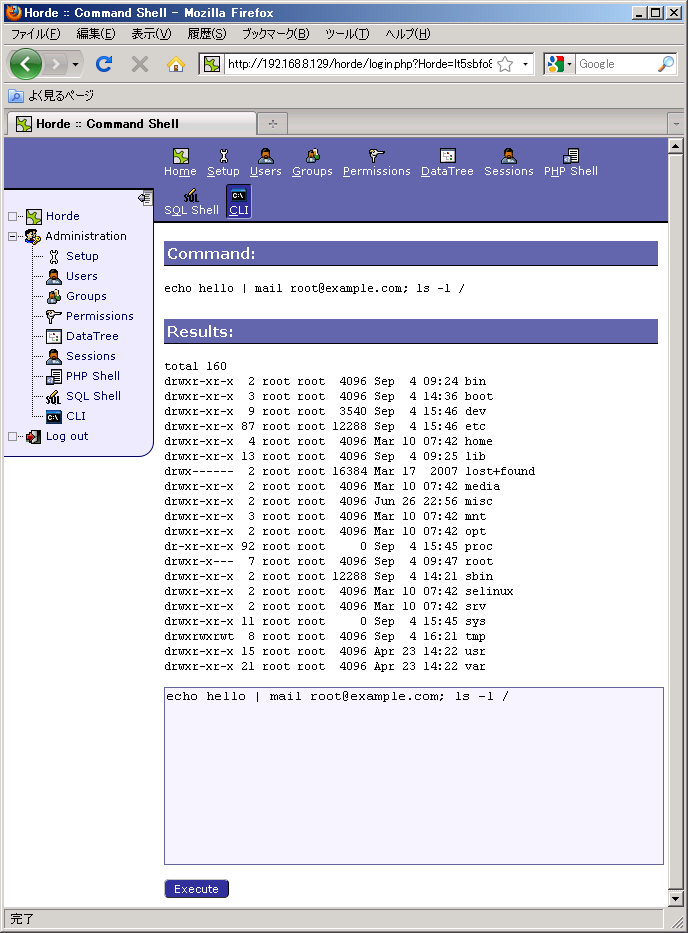 Horde :: Command Shell - Mozilla Firefox
ファイル(F) 編集(E) 表示(V) 履歴(S) ブックマーク(B) ツール(T) ヘルプ(H)
http://192.168.8.129/horde/login.php?Horde=lt5sbfo8 Google
よく見るページ
Horde :: Command Shell
Home Setup Users Groups Permissions DataTree Sessions PHP Shell
SQL Shell CLI
Horde
Administration
Setup
Users
Groups
Permissions
DataTree
Sessions
PHP Shell
SQL Shell
CLI
Log out
Command:
echo hello | mail root@example.com; ls -l /
Results:
total 160
drwxr-xr-x 2 root root 4096 Sep 4 09:24 bin
drwxr-xr-x 3 root root 4096 Sep 4 14:36 boot
drwxr-xr-x 9 root root 3540 Sep 4 15:46 dev
drwxr-xr-x 87 root root 12288 Sep 4 15:46 etc
drwxr-xr-x 4 root root 4096 Mar 10 07:42 home
drwxr-xr-x 13 root root 4096 Sep 4 09:25 lib
drwx------ 2 root root 16384 Mar 17 2007 lost+found
drwxr-xr-x 2 root root 4096 Mar 10 07:42 media
drwxr-xr-x 2 root root 4096 Jun 26 22:56 misc
drwxr-xr-x 3 root root 4096 Mar 10 07:42 mnt
drwxr-xr-x 2 root root 4096 Mar 10 07:42 opt
dr-xr-xr-x 92 root root 0 Sep 4 15:45 proc
drwxr-x--- 7 root root 4096 Sep 4 09:47 root
drwxr-xr-x 2 root root 12288 Sep 4 14:21 sbin
drwxr-xr-x 2 root root 4096 Mar 10 07:42 selinux
drwxr-xr-x 2 root root 4096 Mar 10 07:42 srv
drwxr-xr-x 11 root root 0 Sep 4 15:45 sys
drwxrwxrwt 8 root root 4096 Sep 4 16:21 tmp
drwxr-xr-x 15 root root 4096 Apr 23 14:22 usr
drwxr-xr-x 21 root root 4096 Apr 23 14:22 var
echo hello | mail root@example.com; ls -l /
Execute
完了